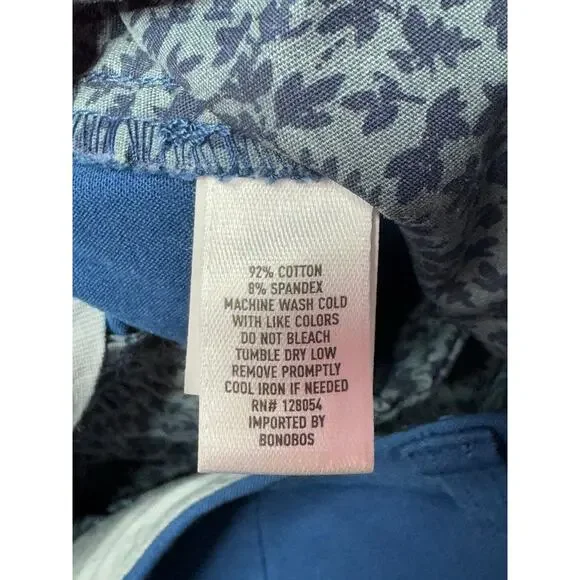 92% COTTON
8% SPANDEX
MACHINE WASH COLD
WITH LIKE COLORS
DO NOT BLEACH
TUMBLE DRY LOW
REMOVE PROMPTLY
COOL IRON IF NEEDED
RN# 128054
IMPORTED BY
BONOBOS